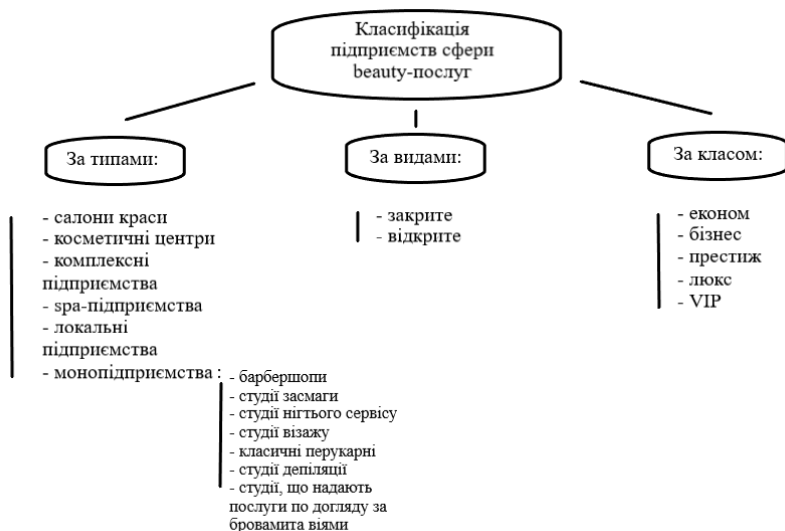 Класифікація
підприємств сфери
beauty-послуг
За типами:
- салони краси
- косметичні центри
- комплексні
підприємства
- spa-підприємства
- локальні
підприємства
- монопідприємства :
- барбершопи
- студії засмаги
- студії нігтього сервісу
- студії візажу
- класичні перукарні
- студії депіляції
- студії, що надають
послуги по догляду за
бровамита віями
За видами:
- закрите
- відкрите
За класом:
- економ
- бізнес
- престиж
- люкс
- VIP